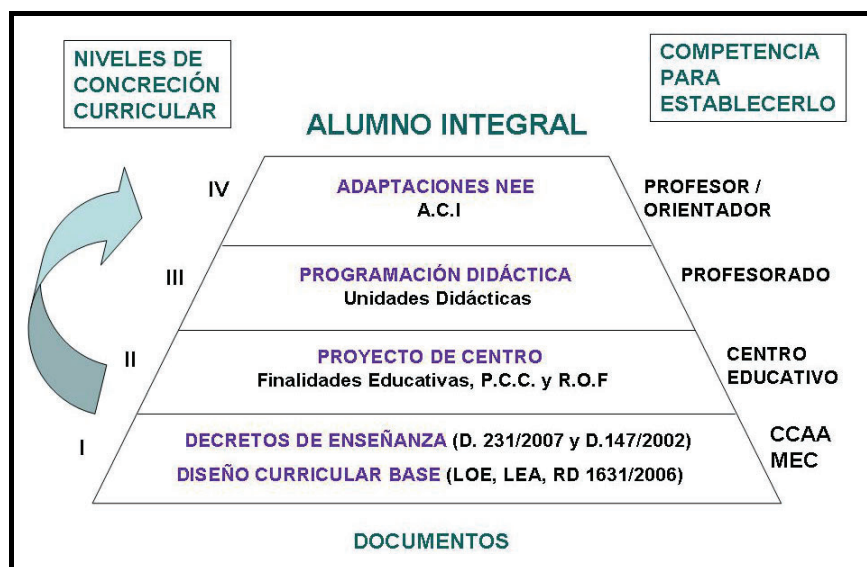 NIVELES DE
CONCRECIÓN
CURRICULAR
COMPETENCIA
PARA
ESTABLECERLO
ALUMNO INTEGRAL
IV
ADAPTACIONES NEE
A.C.I
PROFESOR /
ORIENTADOR
III
PROGRAMACIÓN DIDÁCTICA
Unidades Didácticas
PROFESORADO
II
PROYECTO DE CENTRO
Finalidades Educativas, P.C.C. y R.O.F
CENTRO
EDUCATIVO
I
DECRETOS DE ENSEÑANZA (D. 231/2007 y D.147/2002)
DISEÑO CURRICULAR BASE (LOE, LEA, RD 1631/2006)
CCAA
MEC
DOCUMENTOS